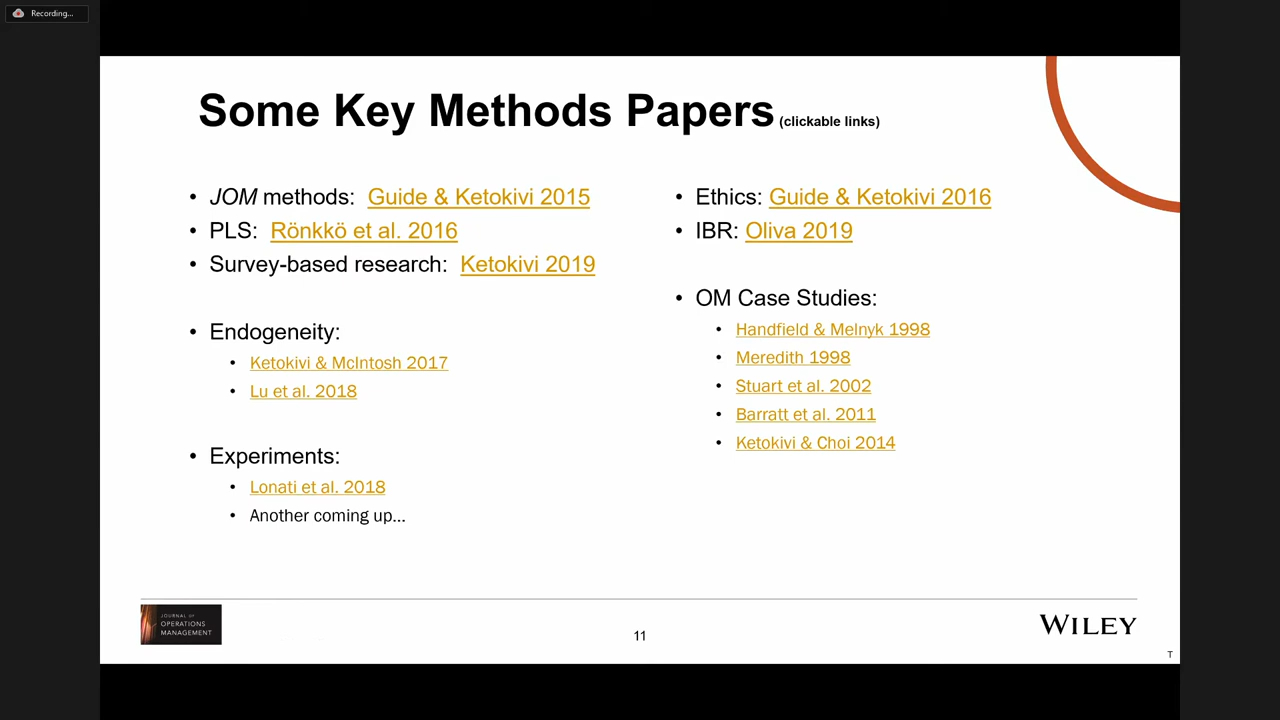 Recording...
Some Key Methods Papers (clickable links)
• JOM methods: Guide & Ketokivi 2015
• PLS: Rönkkö et al. 2016
• Survey-based research: Ketokivi 2019
• Endogeneity:
• Ketokivi & McIntosh 2017
• Lu et al. 2018
• Experiments:
• Lonati et al. 2018
• Another coming up...
• Ethics: Guide & Ketokivi 2016
• IBR: Oliva 2019
• OM Case Studies:
• Handfield & Melnyk 1998
• Meredith 1998
• Stuart et al. 2002
• Barratt et al. 2011
• Ketokivi & Choi 2014
JOURNAL OF
OPERATIONS
MANAGEMENT
11
WILEY
T